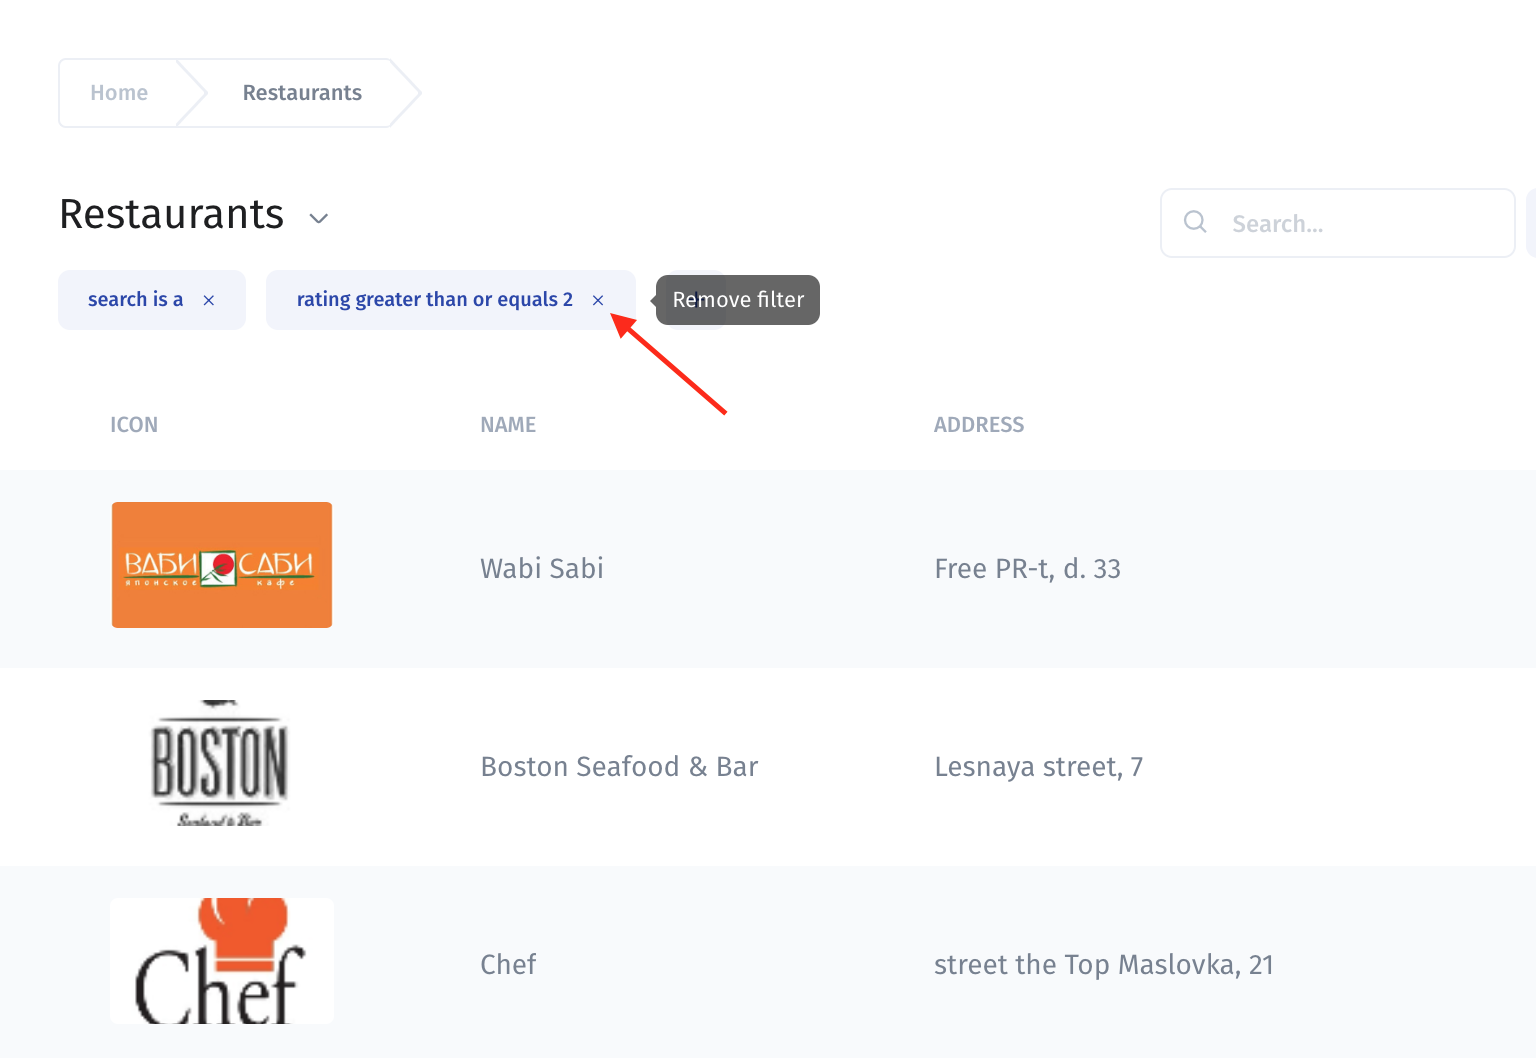 Home
Restaurants
Restaurants
Search...
search is a ×
rating greater than or equals 2 ×
Remove filter
ICON
NAME
ADDRESS
ВАБИ САБИ
японское кафе
Wabi Sabi
Free PR-t, d. 33
BOSTON
Seafood & Bar
Boston Seafood & Bar
Lesnaya street, 7
Chef
Chef
street the Top Maslovka, 21